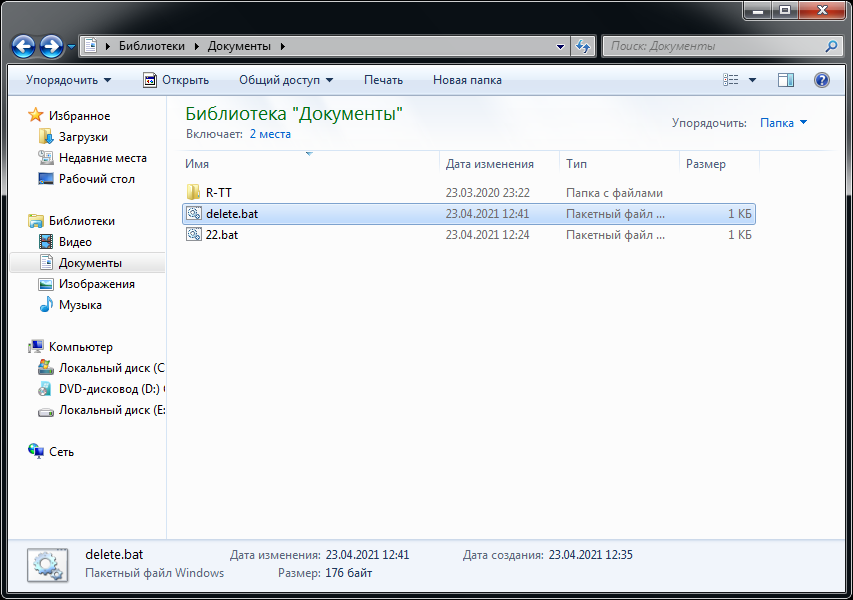 Библиотеки Документы Поиск: Документы
Упорядочить Открыть Общий доступ Печать Новая папка
Избранное
Загрузки
Недавние места
Рабочий стол
Библиотеки
Видео
Документы
Изображения
Музыка
Компьютер
Локальный диск (C
DVD-дисковод (D:)
Локальный диск (E:
Сеть
Библиотека "Документы"
Включает: 2 места
Упорядочить: Папка
Имя Дата изменения Тип Размер
R-TT 23.03.2020 23:22 Папка с файлами
delete.bat 23.04.2021 12:41 Пакетный файл ... 1 КБ
22.bat 23.04.2021 12:24 Пакетный файл ... 1 КБ
delete.bat Дата изменения: 23.04.2021 12:41 Дата создания: 23.04.2021 12:35
Пакетный файл Windows Размер: 176 байт